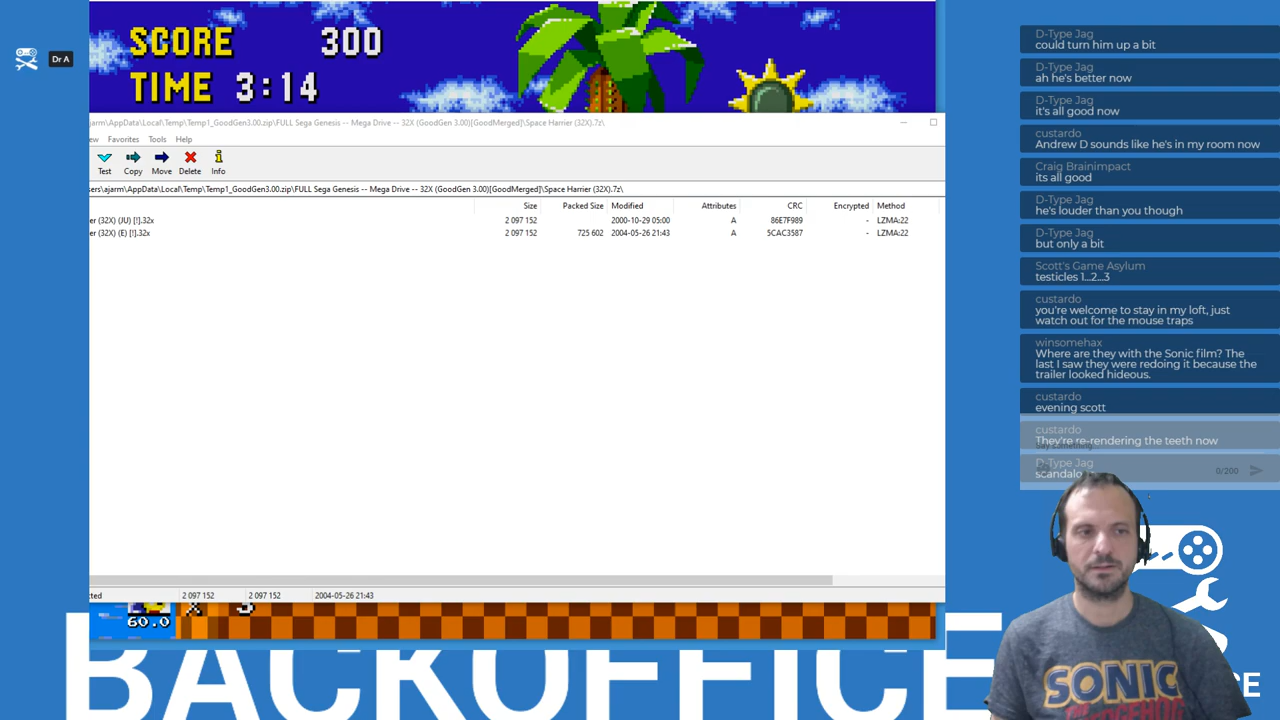 SCORE 300
TIME 3:14
Dr A
ajarm\AppData\Local\Temp\Temp1_GoodGen3.00.zip\FULL Sega Genesis -- Mega Drive -- 32X (GoodGen 3.00)[GoodMerged]\Space Harrier (32X).7z\
ew Favorites Tools Help
Test Copy Move Delete Info
sers\ajarm\AppData\Local\Temp\Temp1_GoodGen3.00.zip\FULL Sega Genesis -- Mega Drive -- 32X (GoodGen 3.00)[GoodMerged]\Space Harrier (32X).7z\
Size Packed Size Modified Attributes CRC Encrypted Method
er (32X) (JU) [!].32x 2 097 152 2000-10-29 05:00 A 86E7F989 - LZMA:22
er (32X) (E) [!].32x 2 097 152 725 602 2004-05-26 21:43 A 5CAC3587 - LZMA:22
cted 2 097 152 2 097 152 2004-05-26 21:43
60.0
BACKOFFICE
D-Type Jag
could turn him up a bit
D-Type Jag
ah he's better now
D-Type Jag
it's all good now
custardo
Andrew D sounds like he's in my room now
Craig Brainimpact
its all good
D-Type Jag
he's louder than you though
D-Type Jag
but only a bit
Scott's Game Asylum
testicles 1...2...3
custardo
you're welcome to stay in my loft, just
watch out for the mouse traps
winsomehax
Where are they with the Sonic film? The
last I saw they were redoing it because the
trailer looked hideous.
custardo
evening scott
custardo
They're re-rendering the teeth now
Say something...
D-Type Jag
scandalo
0/200
SONIC
CE